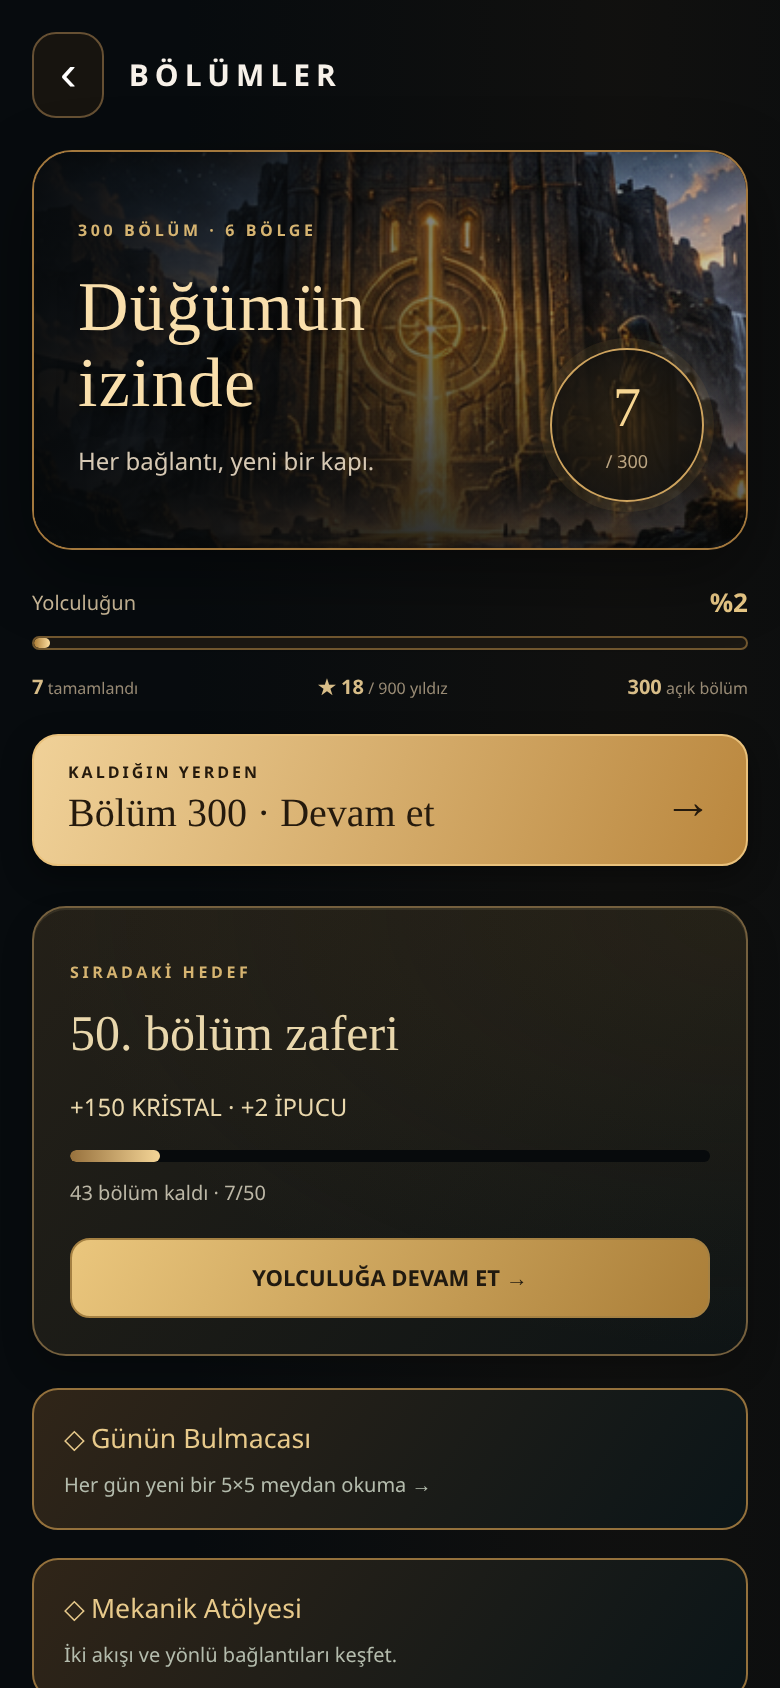 BÖLÜMLER
300 BÖLÜM · 6 BÖLGE
Düğümün
izinde
Her bağlantı, yeni bir kapı.
7
/ 300
Yolculuğun
%2
7 tamamlandı
★ 18 / 900 yıldız
300 açık bölüm
KALDIĞIN YERDEN
Bölüm 300 · Devam et
→
SIRADAKİ HEDEF
50. bölüm zaferi
+150 KRİSTAL · +2 İPUCU
43 bölüm kaldı · 7/50
YOLCULUĞA DEVAM ET →
◇ Günün Bulmacası
Her gün yeni bir 5×5 meydan okuma →
◇ Mekanik Atölyesi
İki akışı ve yönlü bağlantıları keşfet.